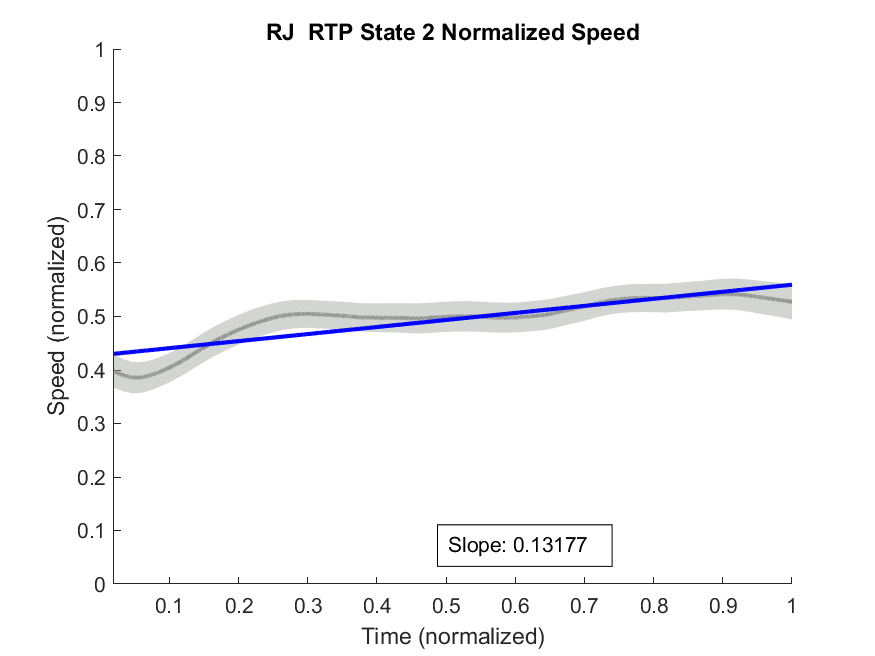 RJ  RTP State 2 Normalized Speed
1
0.9
0.8
0.7
0.6
0.5
0.4
0.3
0.2
0.1
0
Speed (normalized)
Slope: 0.13177
0.1 0.2 0.3 0.4 0.5 0.6 0.7 0.8 0.9 1
Time (normalized)